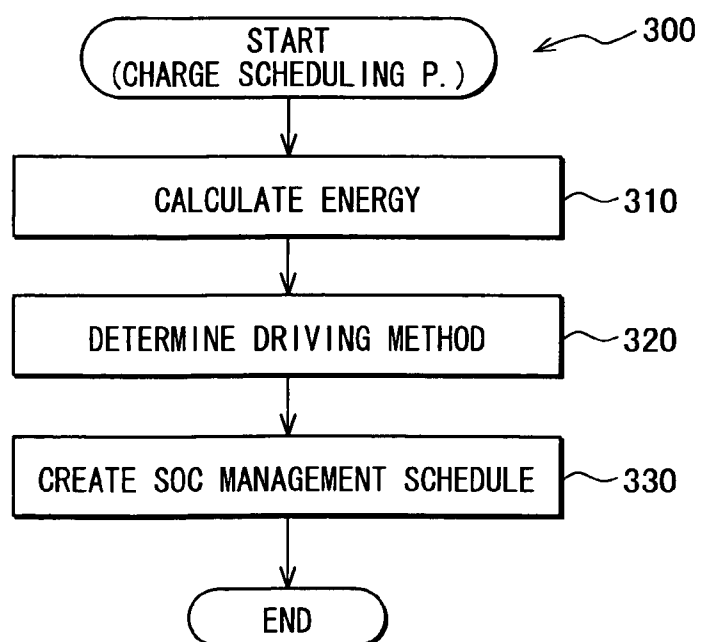 START
(CHARGE SCHEDULING P.)
300
CALCULATE ENERGY
310
DETERMINE DRIVING METHOD
320
CREATE SOC MANAGEMENT SCHEDULE
330
END